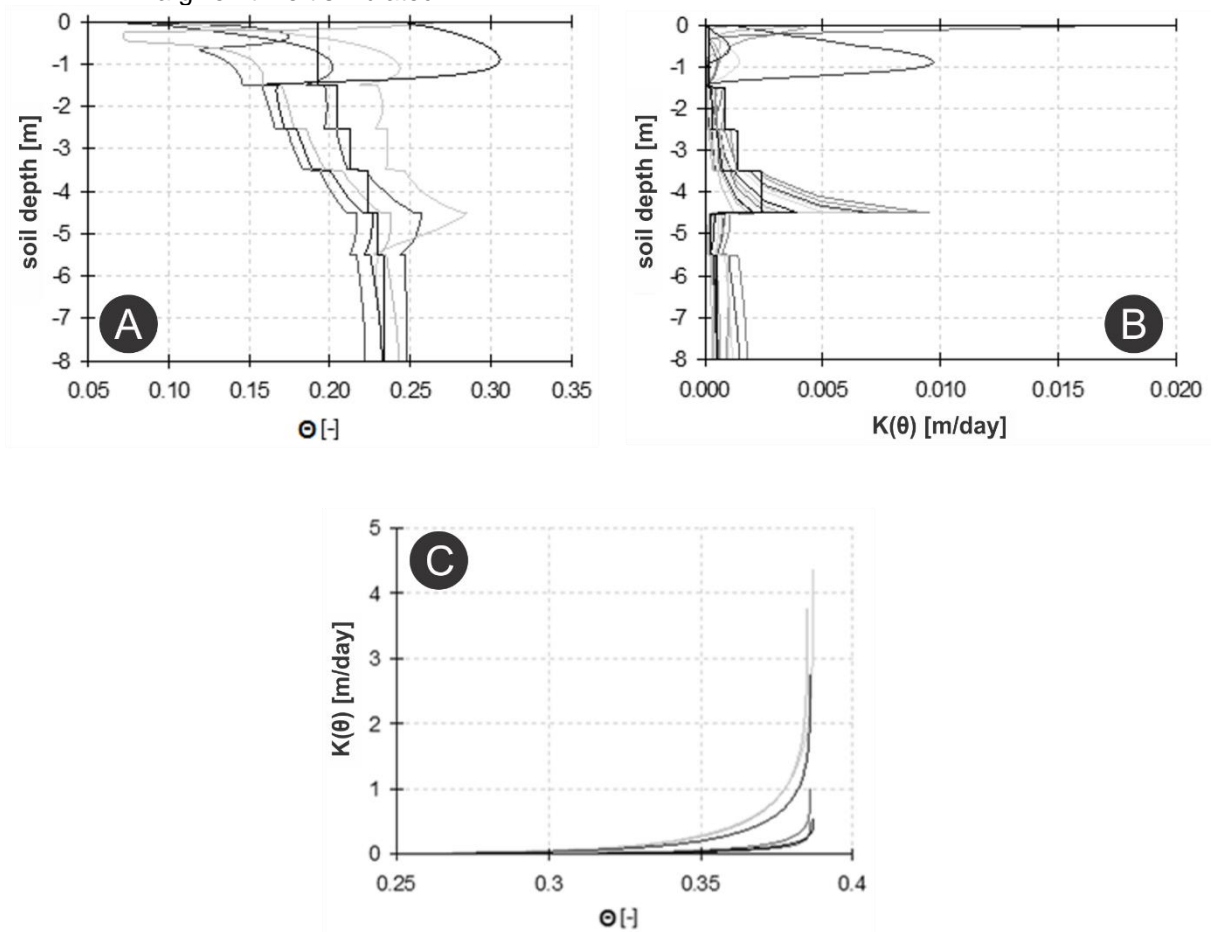 0
-1
-2
-3
-4
-5
-6
-7
-8
soil depth [m]
0.05 0.10 0.15 0.20 0.25 0.30 0.35
Θ [-]
A
0
-1
-2
-3
-4
-5
-6
-7
-8
soil depth [m]
0.000 0.005 0.010 0.015 0.020
K(θ) [m/day]
B
5
4
3
2
1
0
K(θ) [m/day]
0.25 0.3 0.35 0.4
Θ [-]
C